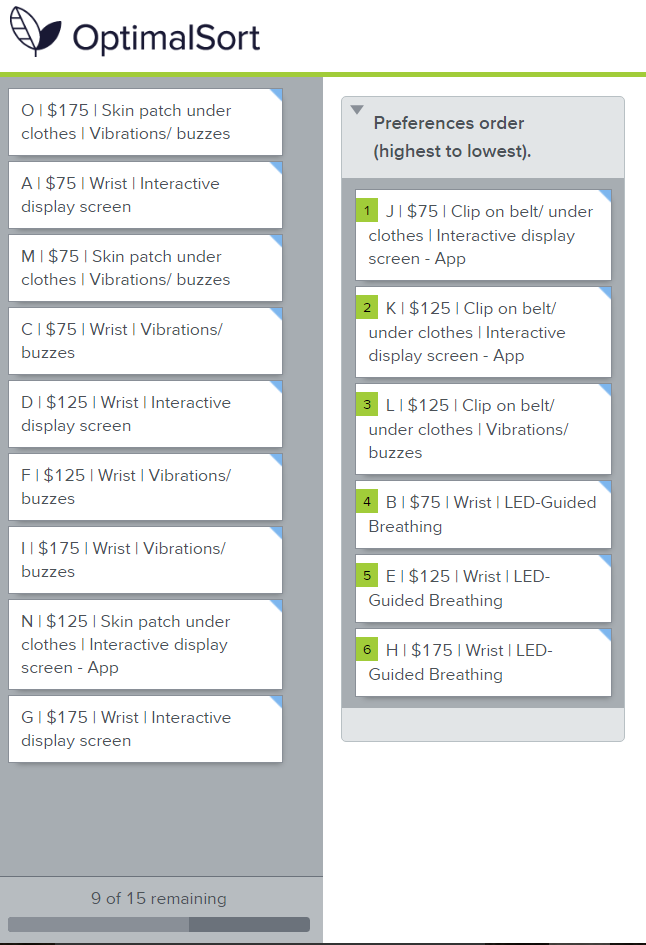 OptimalSort
O | $175 | Skin patch under
clothes | Vibrations/ buzzes
A | $75 | Wrist | Interactive
display screen
M | $75 | Skin patch under
clothes | Vibrations/ buzzes
C | $75 | Wrist | Vibrations/
buzzes
D | $125 | Wrist | Interactive
display screen
F | $125 | Wrist | Vibrations/
buzzes
I | $175 | Wrist | Vibrations/
buzzes
N | $125 | Skin patch under
clothes | Interactive display
screen - App
G | $175 | Wrist | Interactive
display screen
9 of 15 remaining
Preferences order
(highest to lowest).
1 J | $75 | Clip on belt/ under
clothes | Interactive display
screen - App
2 K | $125 | Clip on belt/
under clothes | Interactive
display screen - App
3 L | $125 | Clip on belt/
under clothes | Vibrations/
buzzes
4 B | $75 | Wrist | LED-Guided
Breathing
5 E | $125 | Wrist | LED-
Guided Breathing
6 H | $175 | Wrist | LED-
Guided Breathing